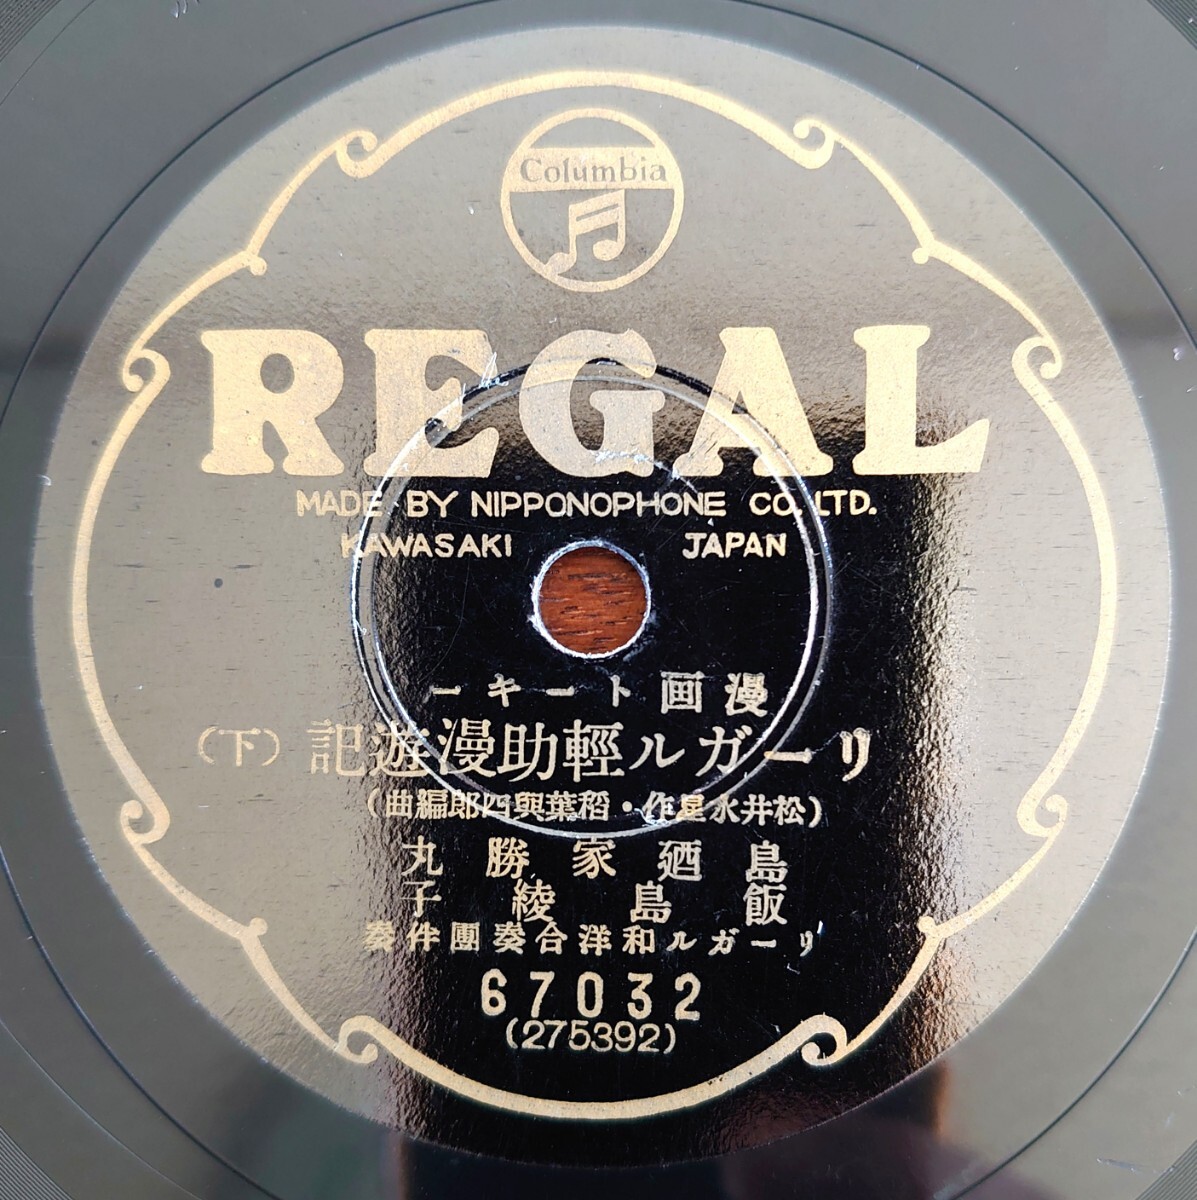 Columbia
REGAL
MADE BY NIPPONOPHONE CO. LTD.
KAWASAKI JAPAN
漫画トーキー
リーガル輕助漫遊記（下）
（松井水星作・稻葉與四郎編曲）
島廼家勝丸
飯島綾子
リーガル和洋合奏團伴奏
67032
(275392)